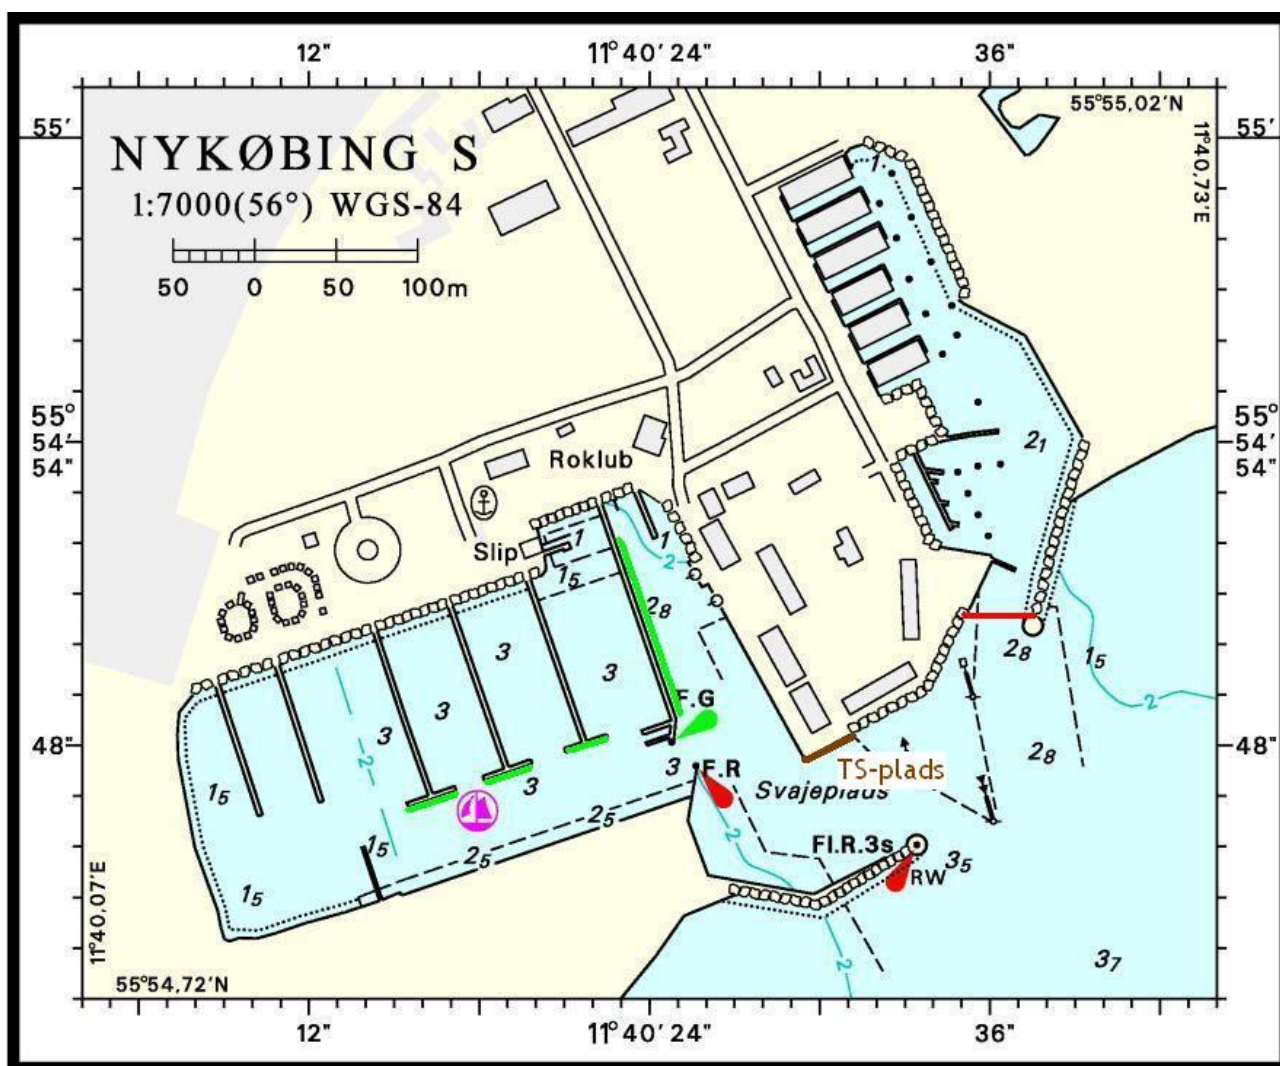 12" 11°40' 24" 36"
55°55,02'N
55' 55'
NYKØBING S
1:7000(56°) WGS-84
11°40,73'E
50 0 50 100m
1
55° 54' 54"
55° 54' 54"
2₁
Roklub
Slip
1
1
2
1₅
2₈
3
3
3
3
2₈
1₅
F.G
2
48" 48"
2
2₈
3
F.R
TS-plads
Svajeplads
1₅
3
2₅
2
1₅
2₅
Fl.R.3s
3₅
RW
1₅
11°40,07'E
3₇
2
55°54,72'N
12" 11°40' 24" 36"